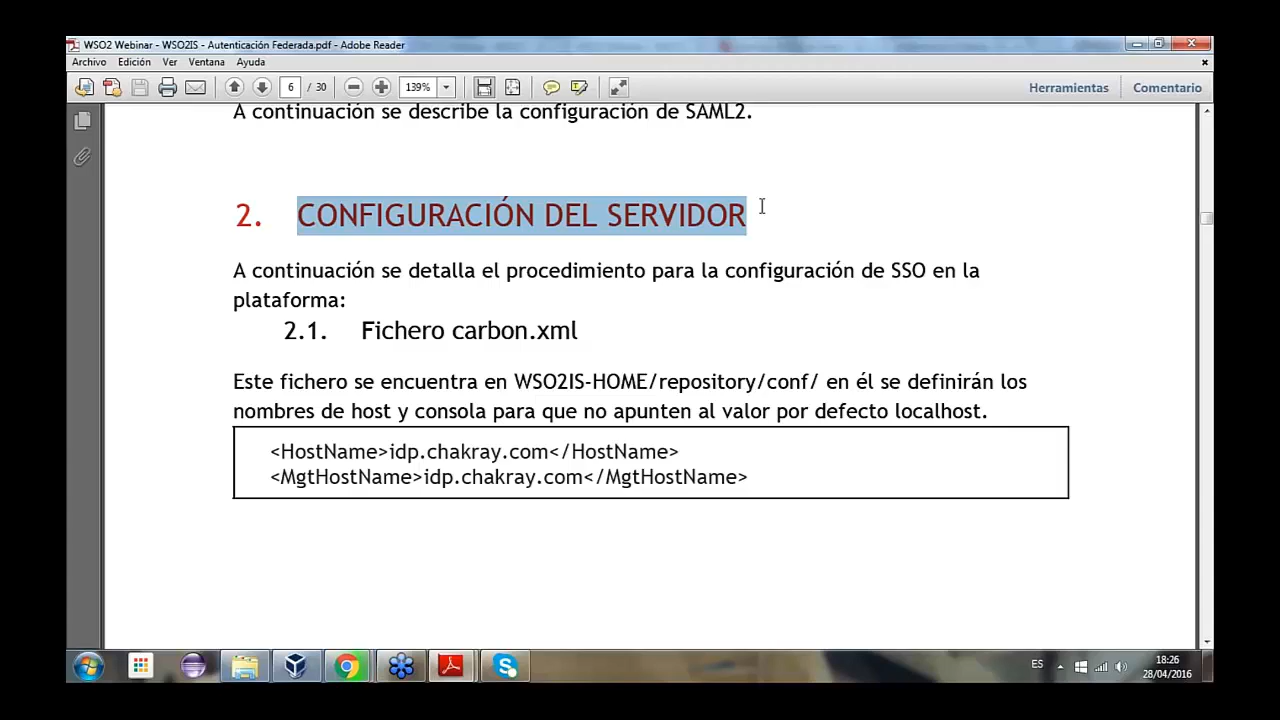 WSO2 Webinar - WSO2IS - Autenticación Federada.pdf - Adobe Reader
Archivo Edición Ver Ventana Ayuda
6 / 30 139% Herramientas Comentario
A continuación se describe la configuración de SAML2.
2. CONFIGURACIÓN DEL SERVIDOR
A continuación se detalla el procedimiento para la configuración de SSO en la
plataforma:
2.1. Fichero carbon.xml
Este fichero se encuentra en WSO2IS-HOME/repository/conf/ en él se definirán los
nombres de host y consola para que no apunten al valor por defecto localhost.
<HostName>idp.chakray.com</HostName>
<MgtHostName>idp.chakray.com</MgtHostName>
ES 18:26
28/04/2016